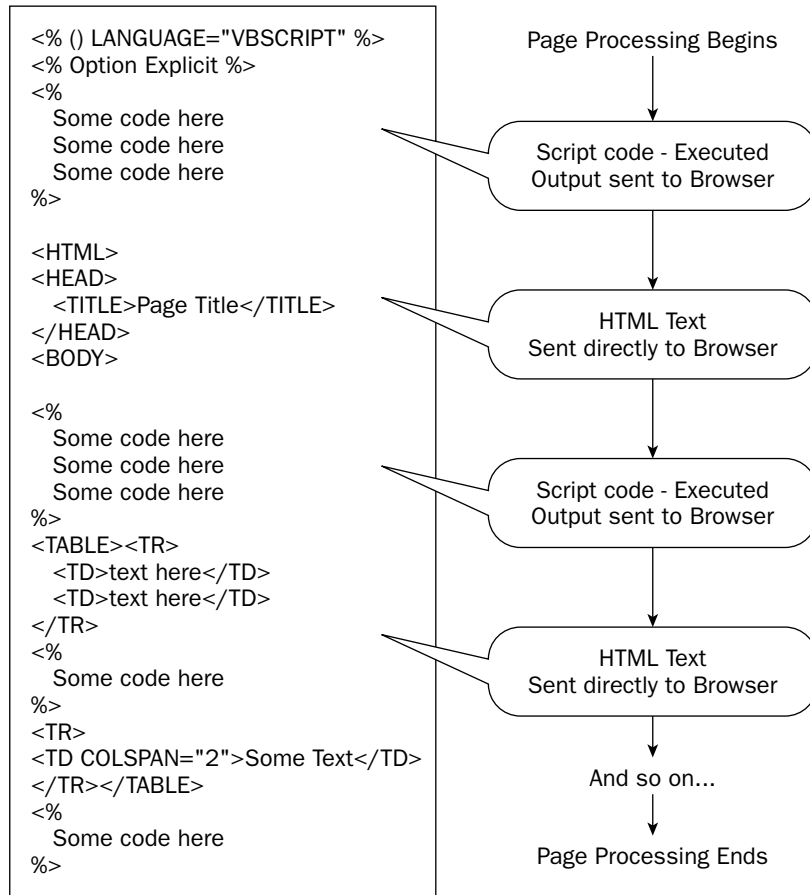 <% () LANGUAGE="VBSCRIPT" %>
<% Option Explicit %>
<%
Some code here
Some code here
Some code here
%>
<HTML>
<HEAD>
<TITLE>Page Title</TITLE>
</HEAD>
<BODY>
<%
Some code here
Some code here
Some code here
%>
<TABLE><TR>
<TD>text here</TD>
<TD>text here</TD>
</TR>
<%
Some code here
%>
<TR>
<TD COLSPAN="2">Some Text</TD>
</TR></TABLE>
<%
Some code here
%>
Page Processing Begins
Script code - Executed
Output sent to Browser
HTML Text
Sent directly to Browser
Script code - Executed
Output sent to Browser
HTML Text
Sent directly to Browser
And so on...
Page Processing Ends